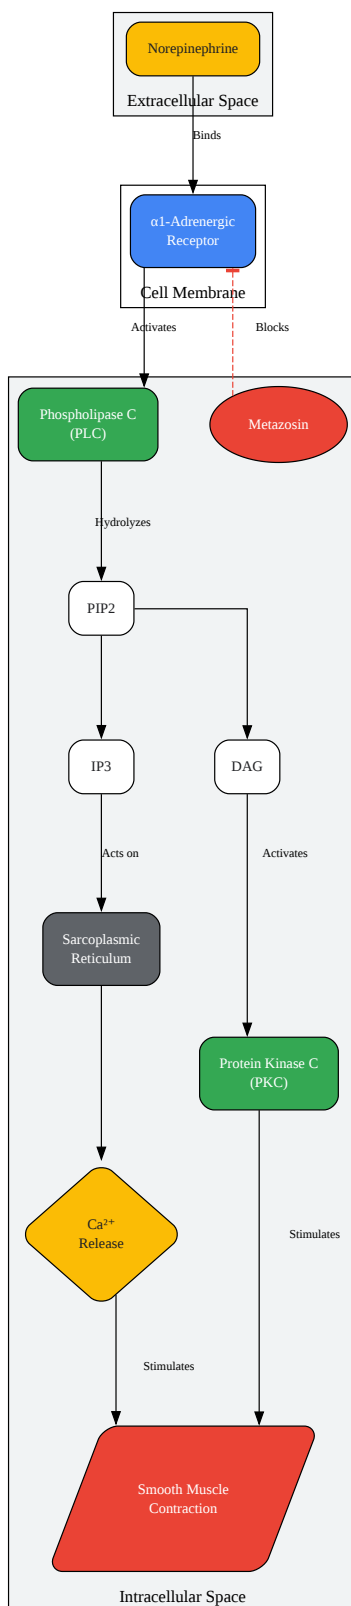 Norepinephrine
Extracellular Space
Binds
α1-Adrenergic
Receptor
Cell Membrane
Activates
Blocks
Phospholipase C
(PLC)
Metazosin
Hydrolyzes
PIP2
IP3
DAG
Acts on
Activates
Sarcoplasmic
Reticulum
Protein Kinase C
(PKC)
Ca²⁺
Release
Stimulates
Stimulates
Smooth Muscle
Contraction
Intracellular Space